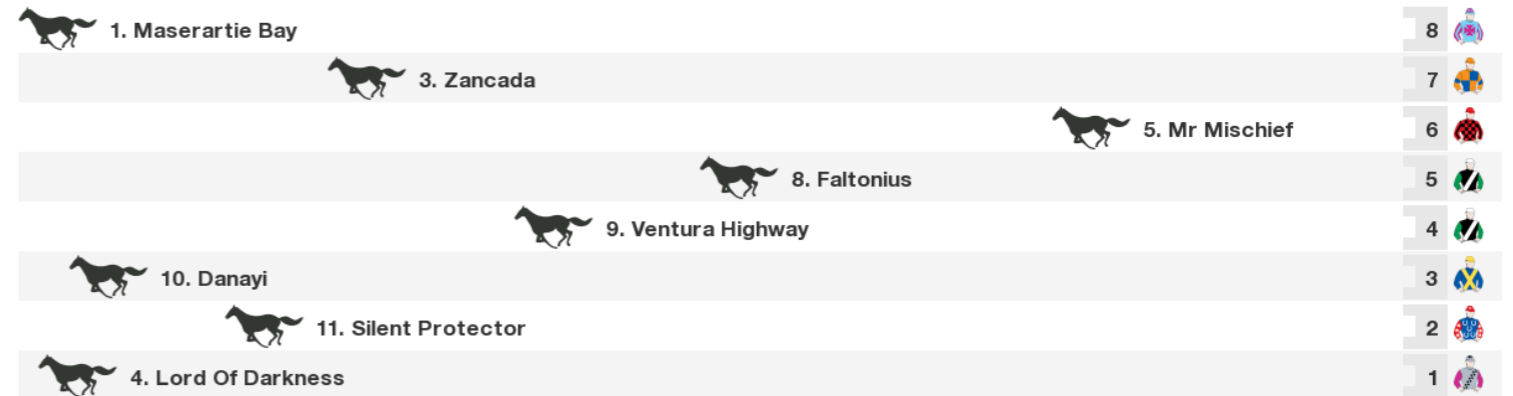 1. Maserartie Bay 8
3. Zancada 7
5. Mr Mischief 6
8. Faltonius 5
9. Ventura Highway 4
10. Danayi 3
11. Silent Protector 2
4. Lord Of Darkness 1